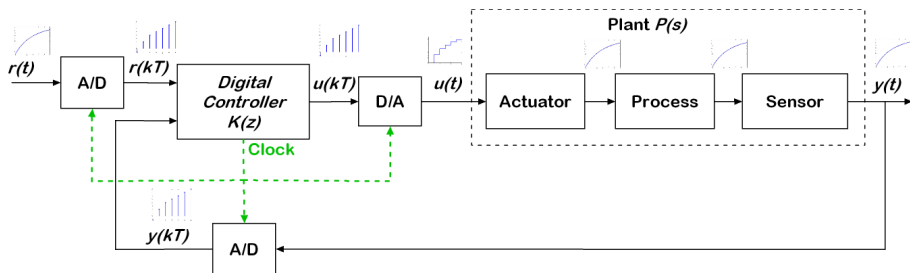 Plant P(s)
r(t)
A/D
r(kT)
Digital
Controller
K(z)
u(kT)
D/A
u(t)
Actuator
Process
Sensor
y(t)
Clock
y(kT)
A/D